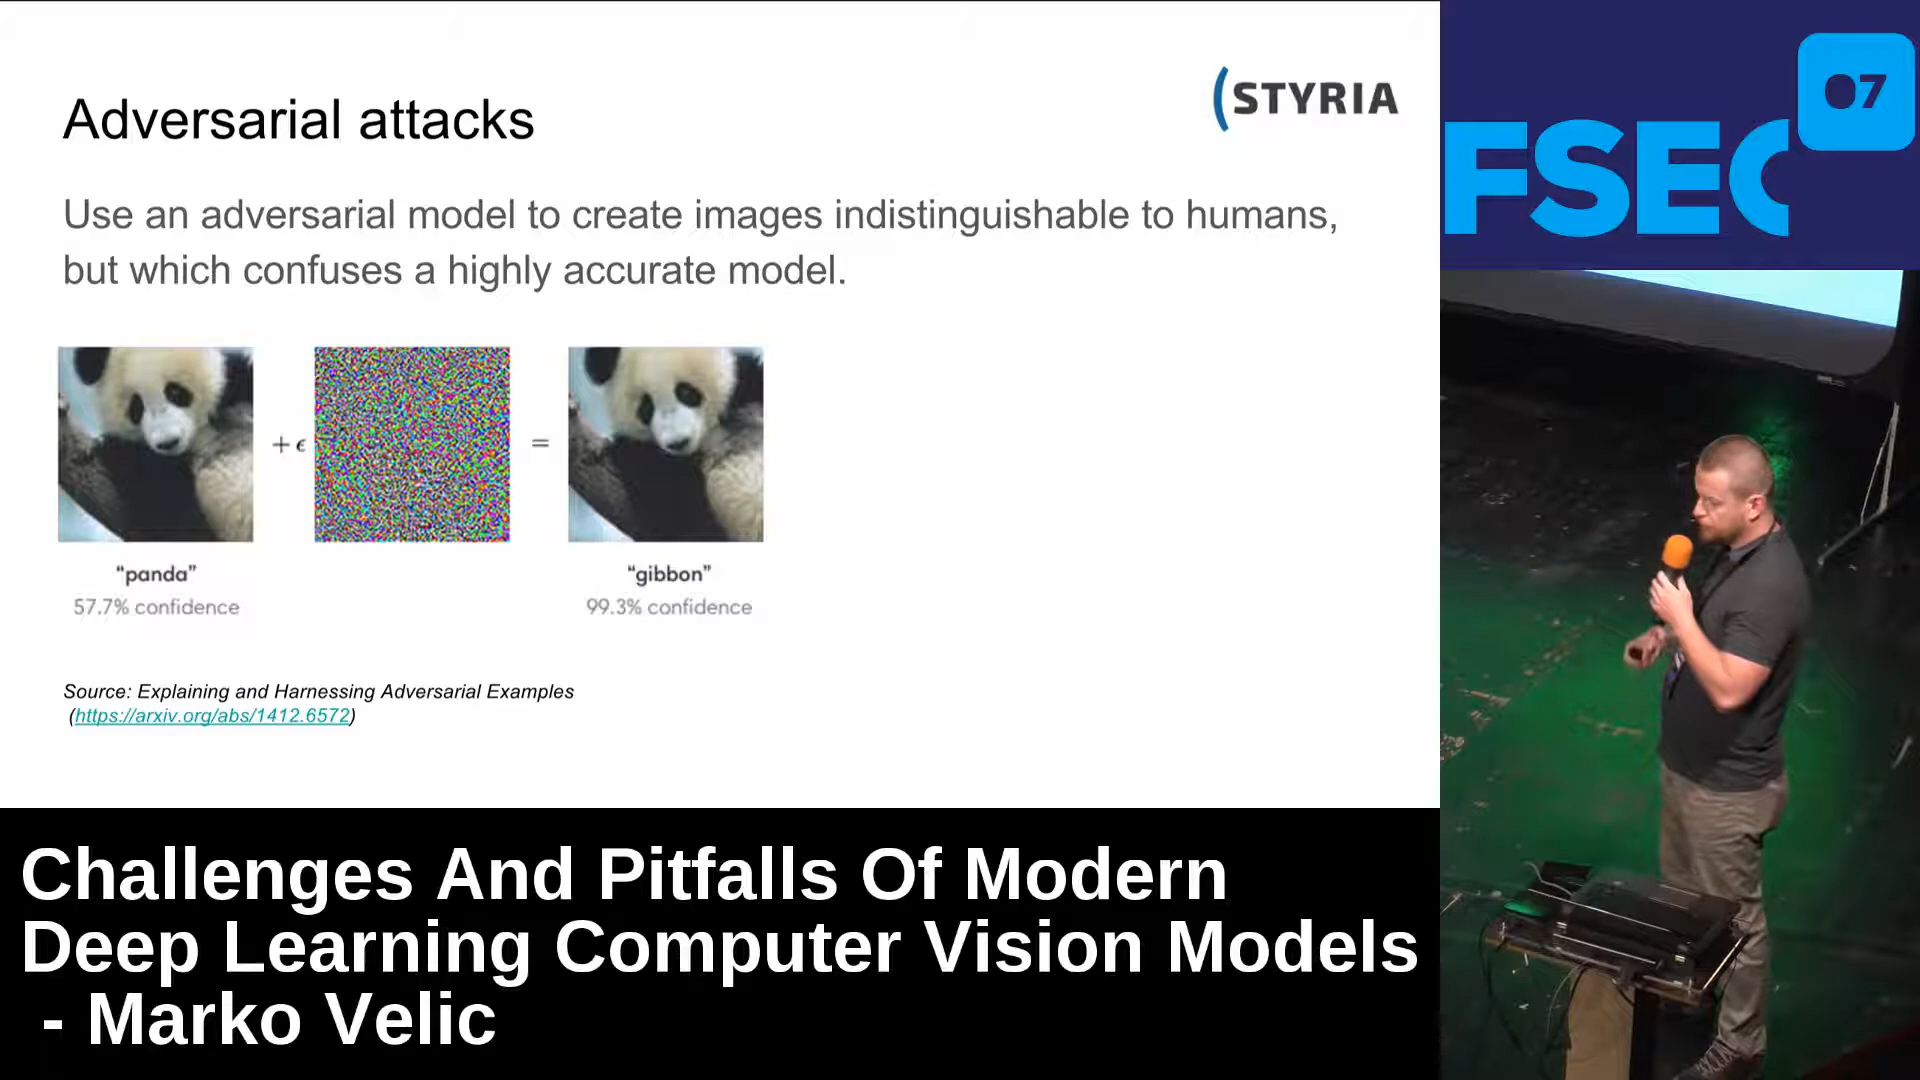 Adversarial attacks
STYRIA
Use an adversarial model to create images indistinguishable to humans,
but which confuses a highly accurate model.
+ ϵ
=
“panda”
57.7% confidence
“gibbon”
99.3% confidence
Source: Explaining and Harnessing Adversarial Examples
(https://arxiv.org/abs/1412.6572)
07
FSEC
Challenges And Pitfalls Of Modern
Deep Learning Computer Vision Models
- Marko Velic